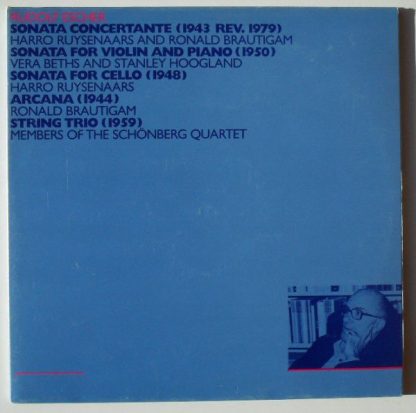 RUDOLF ESCHER
SONATA CONCERTANTE (1943 REV. 1979)
HARRO RUYSENAARS AND RONALD BRAUTIGAM
SONATA FOR VIOLIN AND PIANO (1950)
VERA BETHS AND STANLEY HOOGLAND
SONATA FOR CELLO (1948)
HARRO RUYSENAARS
ARCANA (1944)
RONALD BRAUTIGAM
STRING TRIO (1959)
MEMBERS OF THE SCHÖNBERG QUARTET